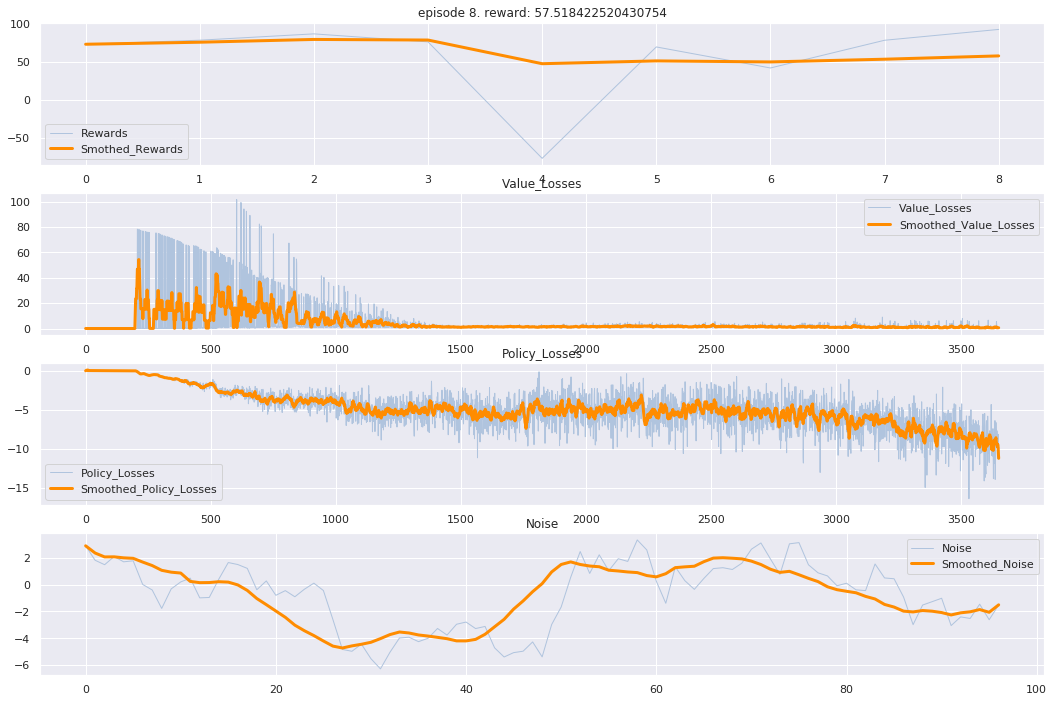 episode 8. reward: 57.518422520430754
100
50
0
−50
Rewards
Smothed_Rewards
0 1 2 3 4 5 6 7 8
Value_Losses
100
80
60
40
20
0
Value_Losses
Smoothed_Value_Losses
0 500 1000 1500 2000 2500 3000 3500
Policy_Losses
0
−5
−10
−15
Policy_Losses
Smoothed_Policy_Losses
0 500 1000 1500 2000 2500 3000 3500
Noise
2
0
−2
−4
−6
Noise
Smoothed_Noise
0 20 40 60 80 100